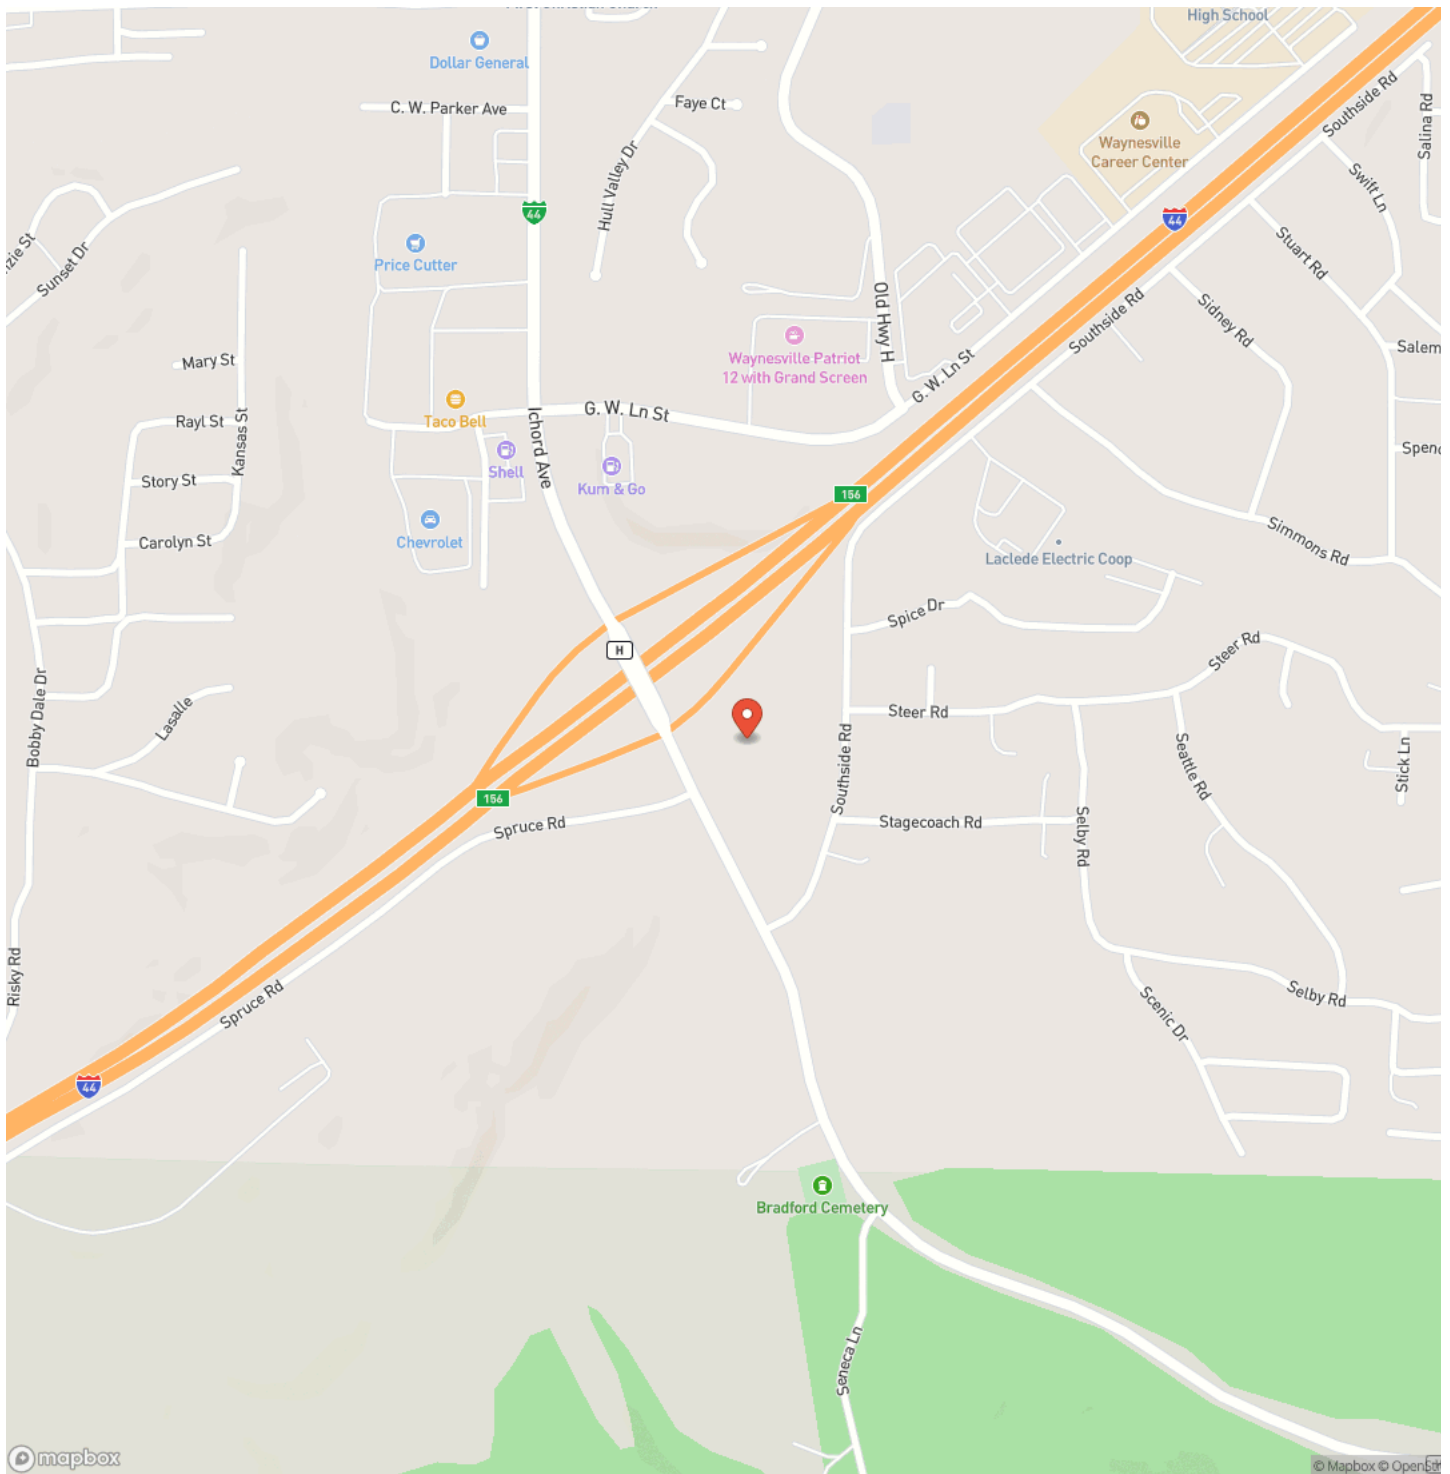 High School
Dollar General
C. W. Parker Ave
Faye Ct
Southside Rd
Salina Rd
Waynesville
Career Center
Hull Valley Dr
Swift Ln
44
44
Sunset Dr
Price Cutter
Stuart Rd
Old Hwy H
Southside Rd
Sidney Rd
Waynesville Patriot
12 with Grand Screen
Mary St
G. W. Ln St
Taco Bell
Rayl St
Kansas St
Ichord Ave
G. W. Ln St
Shell
Kum & Go
Story St
156
Chevrolet
Carolyn St
Simmons Rd
Laclede Electric Coop
Spice Dr
H
Steer Rd
Bobby Dale Dr
Lasalle
Steer Rd
Southside Rd
Seattle Rd
Stick Ln
156
Spruce Rd
Stagecoach Rd
Selby Rd
Risky Rd
Spruce Rd
Scenic Dr
Selby Rd
44
Bradford Cemetery
Seneca Ln
mapbox
© Mapbox ©